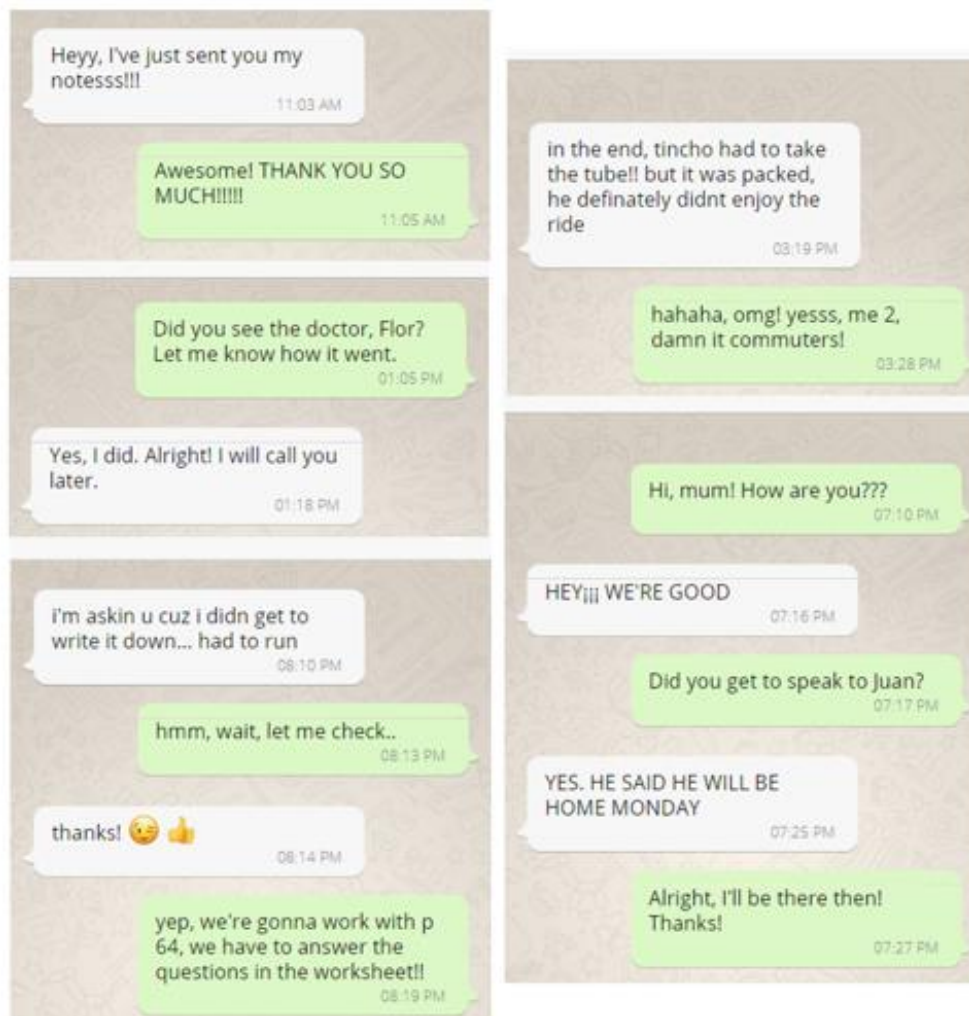 Heyy, I've just sent you my
notesss!!!
11:03 AM
Awesome! THANK YOU SO
MUCH!!!!!
11:05 AM
Did you see the doctor, Flor?
Let me know how it went.
01:05 PM
Yes, I did. Alright! I will call you
later.
01:18 PM
i'm askin u cuz i didn get to
write it down... had to run
08:10 PM
hmm, wait, let me check..
08:13 PM
thanks! 😉 👍
08:14 PM
yep, we're gonna work with p
64, we have to answer the
questions in the worksheet!!
08:19 PM
in the end, tincho had to take
the tube!! but it was packed,
he definately didnt enjoy the
ride
03:19 PM
hahaha, omg! yesss, me 2,
damn it commuters!
03:28 PM
Hi, mum! How are you???
07:10 PM
HEY¡¡¡ WE'RE GOOD
07:16 PM
Did you get to speak to Juan?
07:17 PM
YES. HE SAID HE WILL BE
HOME MONDAY
07:25 PM
Alright, I'll be there then!
Thanks!
07:27 PM